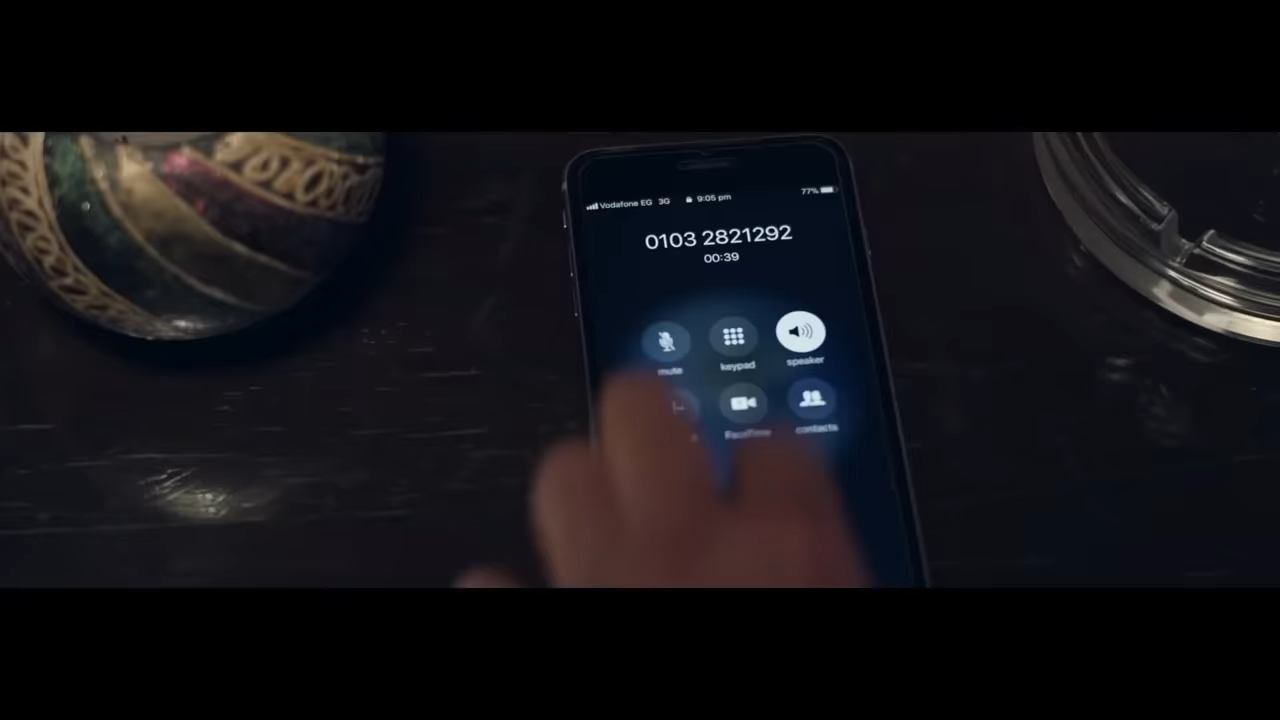 Vodafone EG 3G 9:05 pm 77%
0103 2821292
00:39
mute keypad speaker
FaceTime contacts